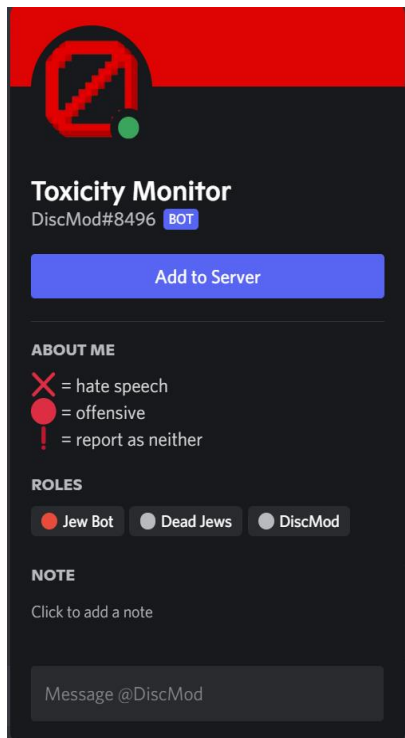 Toxicity Monitor
DiscMod#8496 BOT
Add to Server
ABOUT ME
❌ = hate speech
🔴 = offensive
❗ = report as neither
ROLES
Jew Bot Dead Jews DiscMod
NOTE
Click to add a note
Message @DiscMod